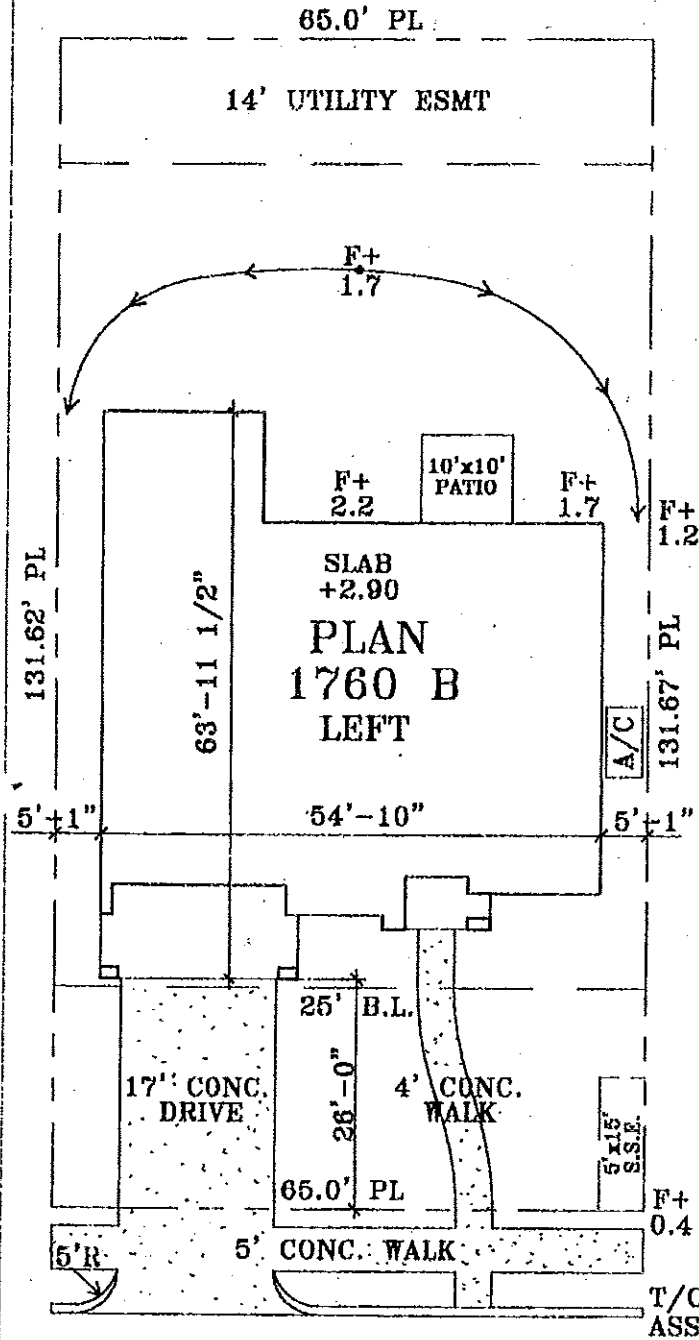 65.0' PL
14' UTILITY ESMT
F+
1.7
F+
2.2
10'x10'
PATIO
F+
1.7
F+
1.2
SLAB
+2.90
131.62' PL
63'-11 1/2"
PLAN
1760 B
LEFT
A/C
131.67' PL
5'-1"
54'-10"
5'-1"
25' B.L.
17' CONC.
DRIVE
26'-0"
4' CONC.
WALK
5'x15'
S.S.E.
65.0' PL
F+
0.4
5'R
5' CONC. WALK
T/C
ASS